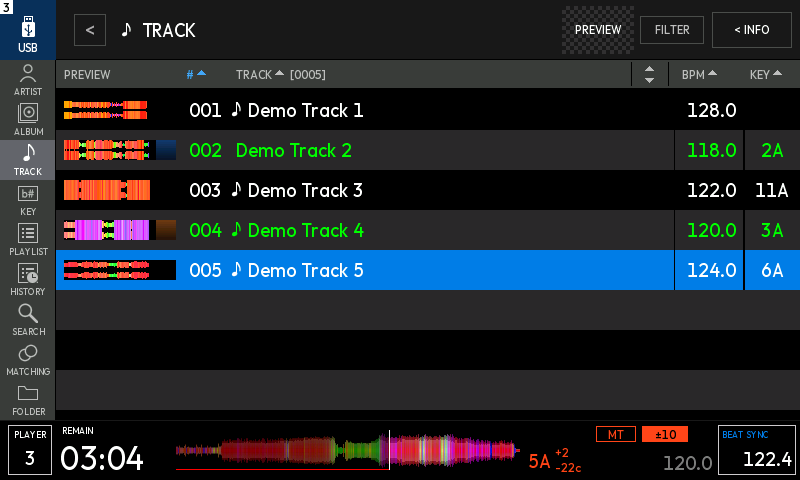 3
USB
<
TRACK
PREVIEW
FILTER
< INFO
PREVIEW # TRACK [0005] BPM KEY
001 Demo Track 1 128.0
002 Demo Track 2 118.0 2A
003 Demo Track 3 122.0 11A
004 Demo Track 4 120.0 3A
005 Demo Track 5 124.0 6A
ARTIST
ALBUM
TRACK
b#
KEY
PLAYLIST
HISTORY
SEARCH
MATCHING
FOLDER
PLAYER
3
REMAIN
03:04
5A +2
-22c
MT
±10
120.0
BEAT SYNC
122.4